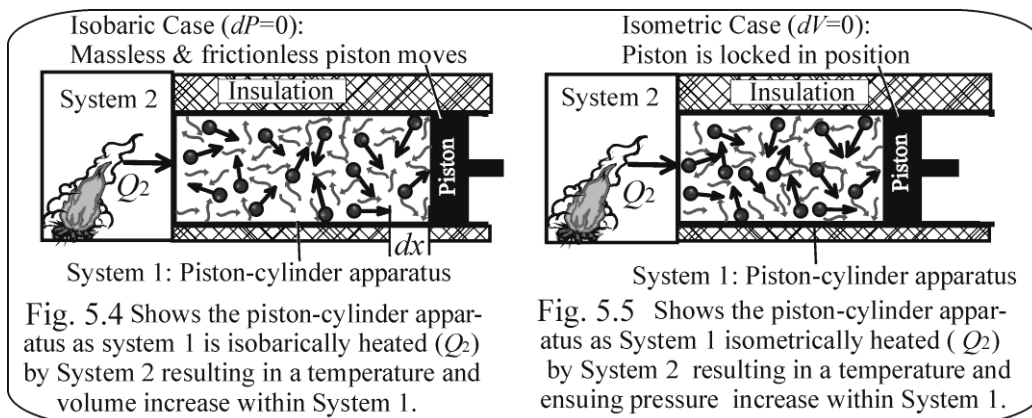 Isobaric Case (dP=0):
Massless & frictionless piston moves
System 2
Insulation
Q2
Piston
dx
System 1: Piston-cylinder apparatus
Fig. 5.4 Shows the piston-cylinder appar-
atus as system 1 is isobarically heated (Q2)
by System 2 resulting in a temperature and
volume increase within System 1.
Isometric Case (dV=0):
Piston is locked in position
System 2
Insulation
Q2
Piston
System 1: Piston-cylinder apparatus
Fig. 5.5 Shows the piston-cylinder appar-
atus as System 1 isometrically heated ( Q2)
by System 2 resulting in a temperature and
ensuing pressure increase within System 1.